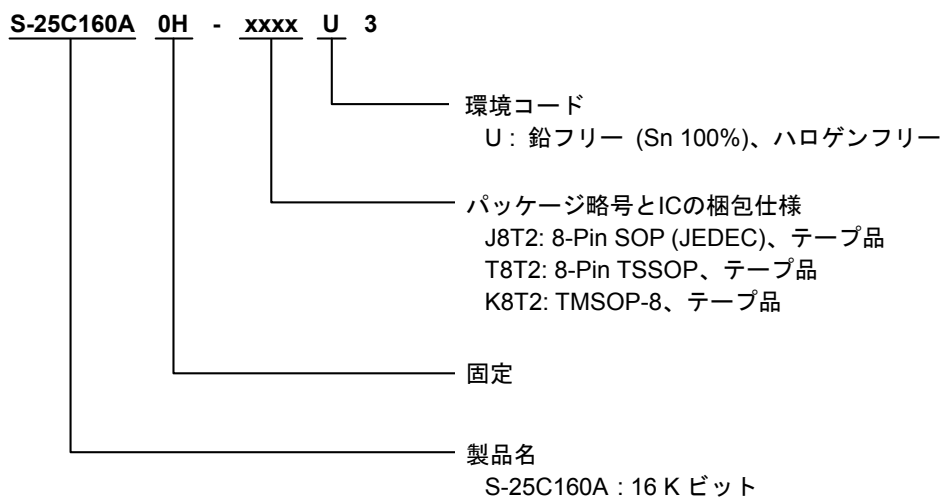 S-25C160A 0H - xxxx U 3
環境コード
U : 鉛フリー (Sn 100%)、ハロゲンフリー
パッケージ略号とICの梱包仕様
J8T2: 8-Pin SOP (JEDEC)、テープ品
T8T2: 8-Pin TSSOP、テープ品
K8T2: TMSOP-8、テープ品
固定
製品名
S-25C160A : 16 K ビット